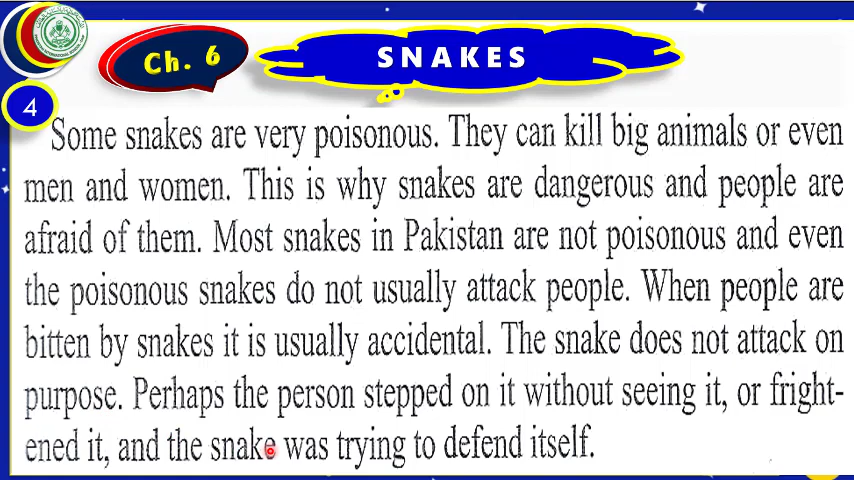 Ch. 6
SNAKES
4
Some snakes are very poisonous. They can kill big animals or even
men and women. This is why snakes are dangerous and people are
afraid of them. Most snakes in Pakistan are not poisonous and even
the poisonous snakes do not usually attack people. When people are
bitten by snakes it is usually accidental. The snake does not attack on
purpose. Perhaps the person stepped on it without seeing it, or fright-
ened it, and the snake was trying to defend itself.